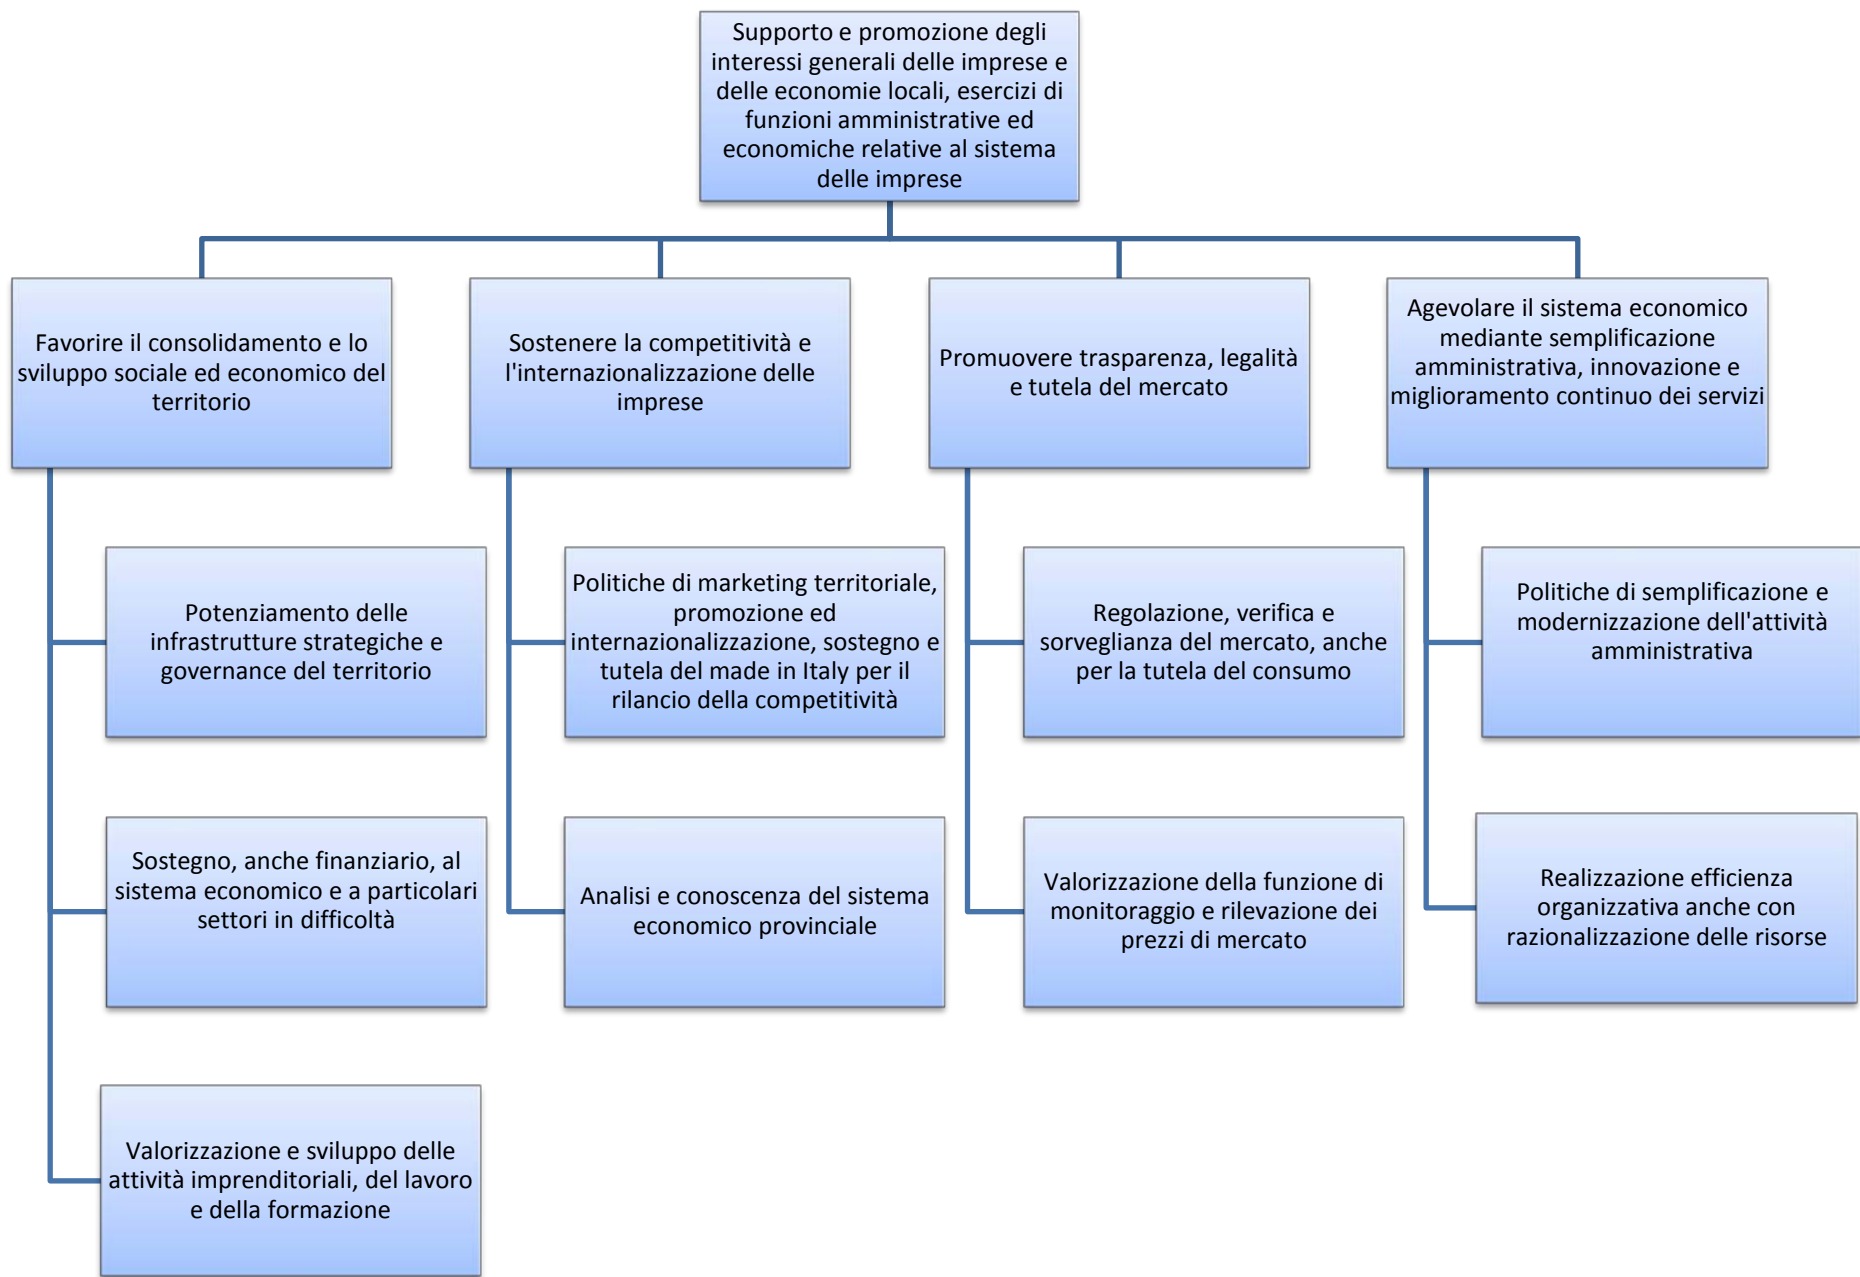 Supporto e promozione degli
interessi generali delle imprese e
delle economie locali, esercizi di
funzioni amministrative ed
economiche relative al sistema
delle imprese
Favorire il consolidamento e lo
sviluppo sociale ed economico del
territorio
Potenziamento delle
infrastrutture strategiche e
governance del territorio
Sostegno, anche finanziario, al
sistema economico e a particolari
settori in difficoltà
Valorizzazione e sviluppo delle
attività imprenditoriali, del lavoro
e della formazione
Sostenere la competitività e
l'internazionalizzazione delle
imprese
Politiche di marketing territoriale,
promozione ed
internazionalizzazione, sostegno e
tutela del made in Italy per il
rilancio della competitività
Analisi e conoscenza del sistema
economico provinciale
Promuovere trasparenza, legalità
e tutela del mercato
Regolazione, verifica e
sorveglianza del mercato, anche
per la tutela del consumo
Valorizzazione della funzione di
monitoraggio e rilevazione dei
prezzi di mercato
Agevolare il sistema economico
mediante semplificazione
amministrativa, innovazione e
miglioramento continuo dei servizi
Politiche di semplificazione e
modernizzazione dell'attività
amministrativa
Realizzazione efficienza
organizzativa anche con
razionalizzazione delle risorse